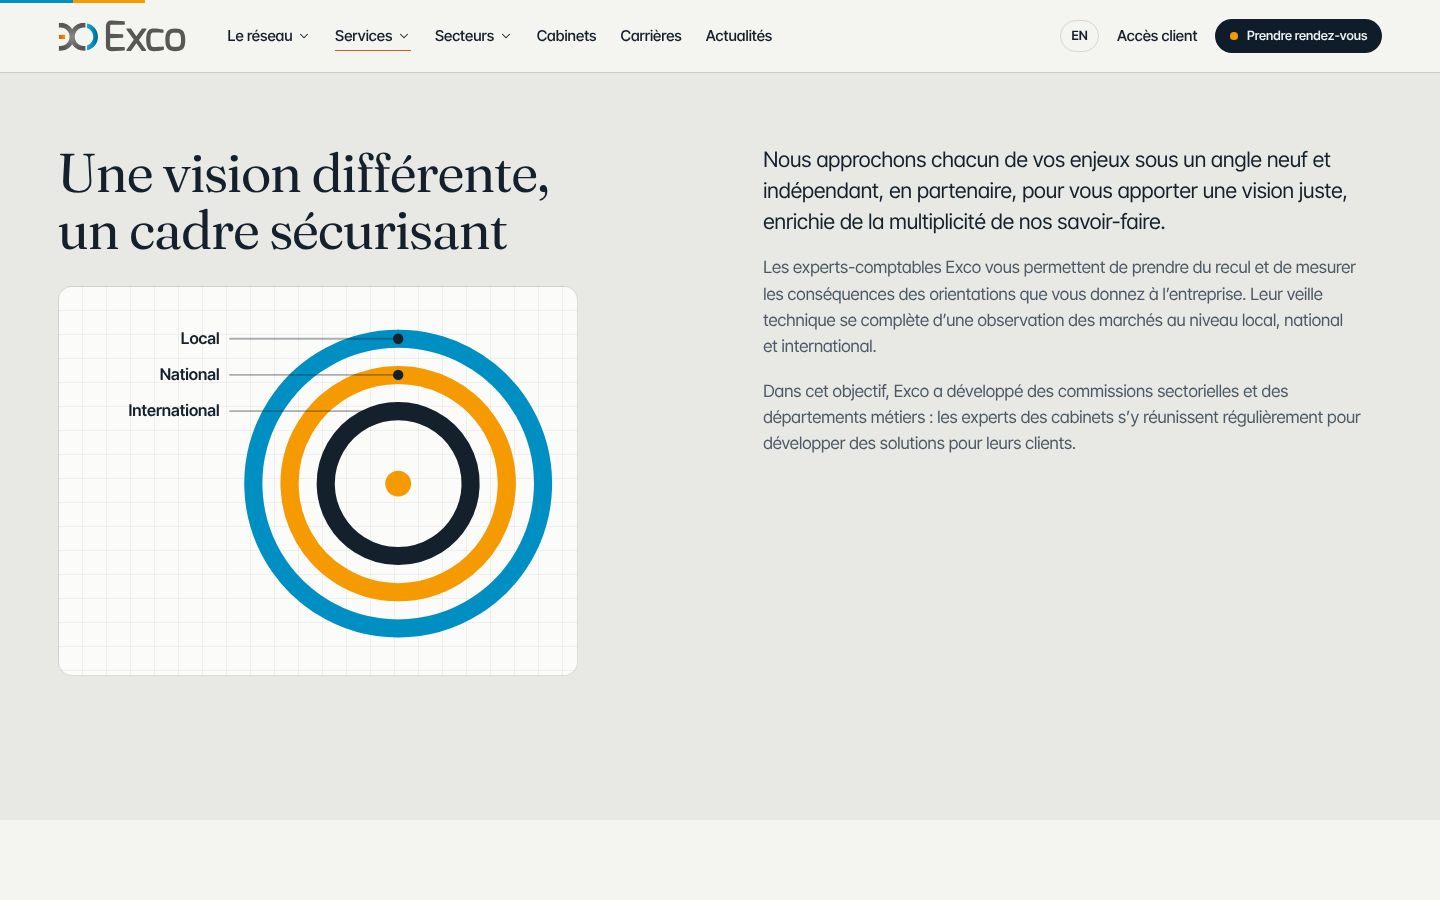 Exco
Le réseau
Services
Secteurs
Cabinets
Carrières
Actualités
EN
Accès client
Prendre rendez-vous
Une vision différente,
un cadre sécurisant
Local
National
International
Nous approchons chacun de vos enjeux sous un angle neuf et
indépendant, en partenaire, pour vous apporter une vision juste,
enrichie de la multiplicité de nos savoir-faire.
Les experts-comptables Exco vous permettent de prendre du recul et de mesurer
les conséquences des orientations que vous donnez à l’entreprise. Leur veille
technique se complète d’une observation des marchés au niveau local, national
et international.
Dans cet objectif, Exco a développé des commissions sectorielles et des
départements métiers : les experts des cabinets s’y réunissent régulièrement pour
développer des solutions pour leurs clients.